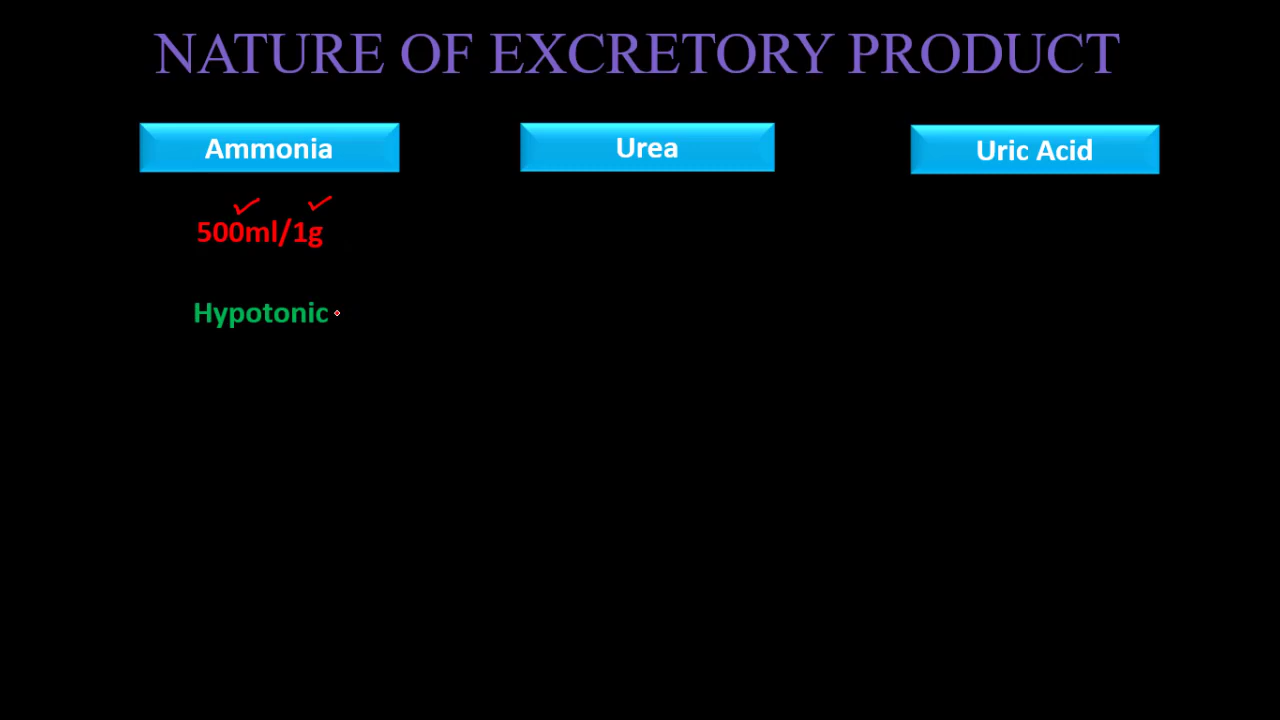 NATURE OF EXCRETORY PRODUCT
Ammonia
Urea
Uric Acid
500ml/1g
Hypotonic